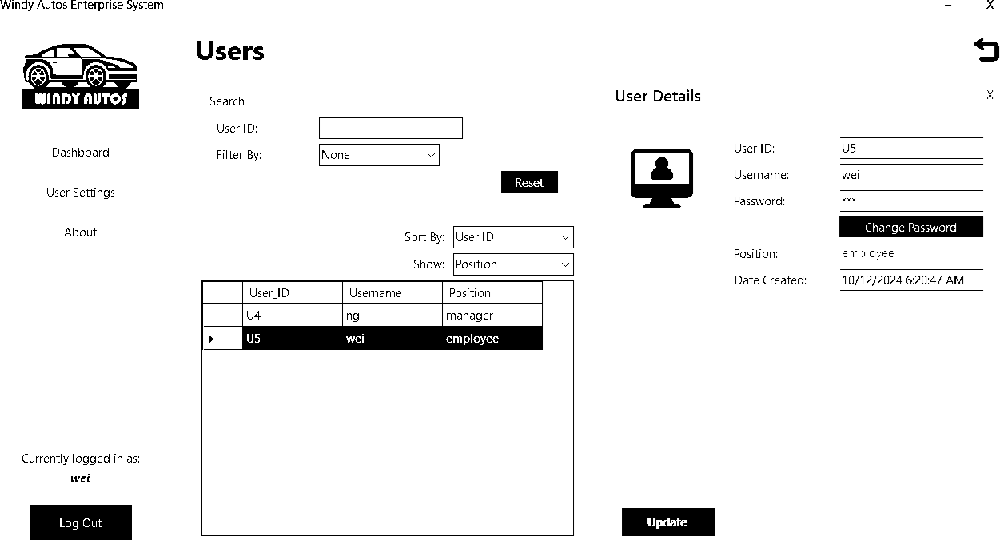 Windy Autos Enterprise System
– X
WINDY AUTOS
Dashboard
User Settings
About
Currently logged in as:
wei
Log Out
Users
Search
User ID:
Filter By: None
Reset
Sort By: User ID
Show: Position
User_ID Username Position
U4 ng manager
U5 wei employee
User Details X
User ID: U5
Username: wei
Password: ***
Change Password
Position: employee
Date Created: 10/12/2024 6:20:47 AM
Update